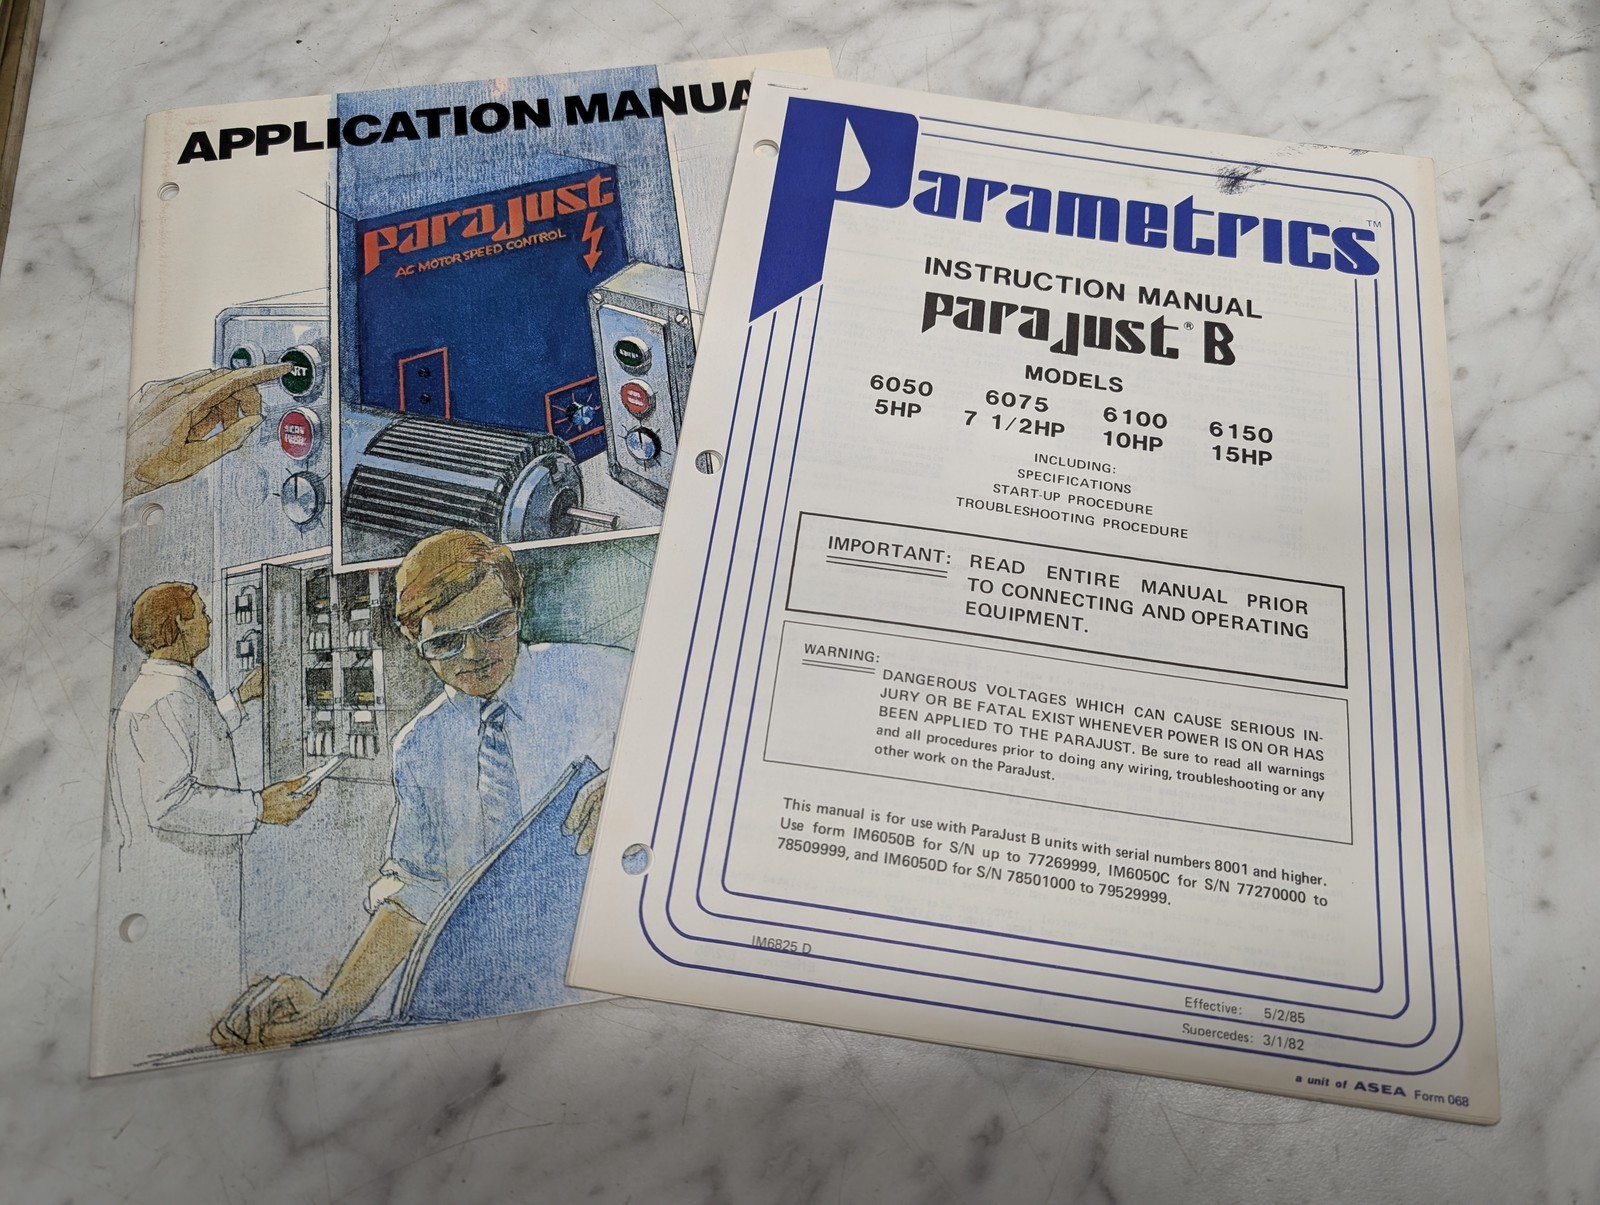 APPLICATION MANUA
paraJust
AC MOTOR SPEED CONTROL
ART
Parametrics™
INSTRUCTION MANUAL
paraJust® B
MODELS
6050 6075 6100 6150
5HP 7 1/2HP 10HP 15HP
INCLUDING:
SPECIFICATIONS
START-UP PROCEDURE
TROUBLESHOOTING PROCEDURE
IMPORTANT: READ ENTIRE MANUAL PRIOR
TO CONNECTING AND OPERATING
EQUIPMENT.
WARNING:
DANGEROUS VOLTAGES WHICH CAN CAUSE SERIOUS IN-
JURY OR BE FATAL EXIST WHENEVER POWER IS ON OR HAS
BEEN APPLIED TO THE PARAJUST. Be sure to read all warnings
and all procedures prior to doing any wiring, troubleshooting or any
other work on the ParaJust.
This manual is for use with ParaJust B units with serial numbers 8001 and higher.
Use form IM6050B for S/N up to 77269999, IM6050C for S/N 77270000 to
78509999, and IM6050D for S/N 78501000 to 79529999.
IM6825 D
Effective: 5/2/85
Supercedes: 3/1/82
a unit of ASEA Form 068